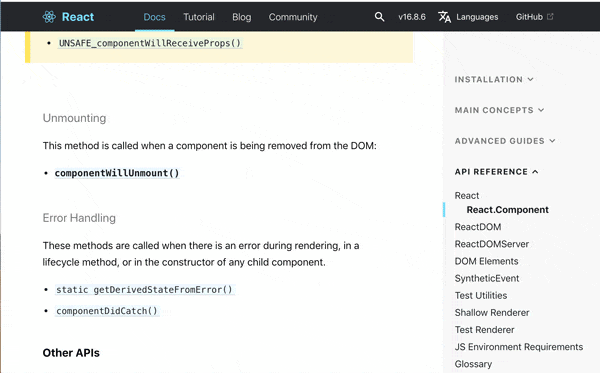 React
Docs
Tutorial
Blog
Community
v16.8.6
Languages
GitHub
UNSAFE_componentWillReceiveProps()
Unmounting
This method is called when a component is being removed from the DOM:
componentWillUnmount()
Error Handling
These methods are called when there is an error during rendering, in a
lifecycle method, or in the constructor of any child component.
static getDerivedStateFromError()
componentDidCatch()
Other APIs
INSTALLATION
MAIN CONCEPTS
ADVANCED GUIDES
API REFERENCE
React
React.Component
ReactDOM
ReactDOMServer
DOM Elements
SyntheticEvent
Test Utilities
Shallow Renderer
Test Renderer
JS Environment Requirements
Glossary